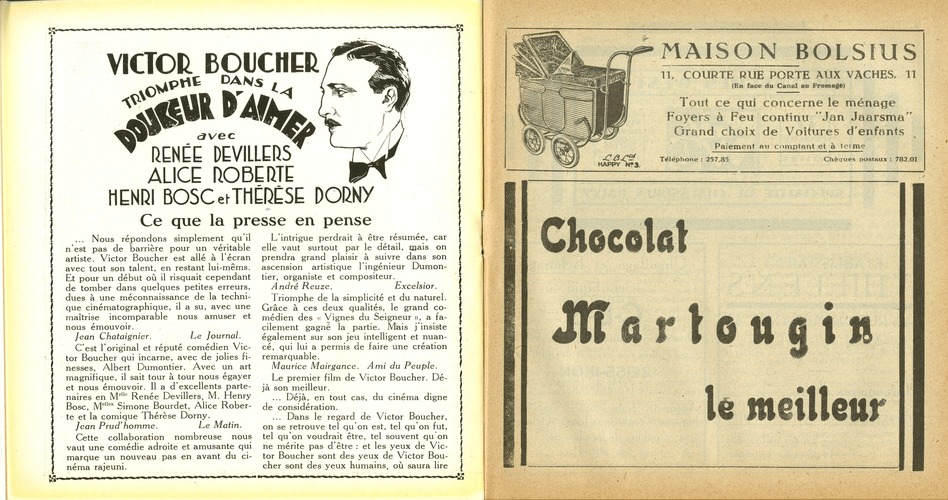 VICTOR BOUCHER
TRIOMPHE DANS LA
DOUCEUR D'AIMER
avec
RENÉE DEVILLERS
ALICE ROBERTE
HENRI BOSC et THÉRÈSE DORNY
Ce que la presse en pense
... Nous répondons simplement qu'il
n'est pas de barrière pour un véritable
artiste. Victor Boucher est allé à l'écran
avec tout son talent, en restant lui-mêms.
Et pour un début où il risquait cependant
de tomber dans quelques petites erreurs,
dues à une méconnaissance de la techni-
que cinématographique, il a su, avec une
maîtrise incomparable nous amuser et
nous émouvoir.
Jean Chataignier. Le Journal.
C'est l'original et réputé comédien Vic-
tor Boucher qui incarne, avec de jolies fi-
nesses, Albert Dumontier. Avec un art
magnifique, il sait tour à tour nous égayer
et nous émouvoir. Il a d'excellents parte-
naires en Mlle Renée Devillers, M. Henry
Bosc, Mlles Simone Bourdet, Alice Rober-
te et la comique Thérèse Dorny.
Jean Prud'homme. Le Matin.
Cette collaboration nombreuse nous
vaut une comédie adroite et amusante qui
marque un nouveau pas en avant du ci-
néma rajeuni.
L'intrigue perdrait à être résumée, car
elle vaut surtout par le détail, mais on
prendra grand plaisir à suivre dans son
ascension artistique l'ingénieur Dumon-
tier, organiste et compositeur.
André Reuze. Excelsior.
Triomphe de la simplicité et du naturel.
Grâce à ces deux qualités, le grand co-
médien des « Vignes du Seigneur », a fa-
cilement gagné la partie. Mais j'insiste
également sur son jeu intelligent et nuan-
cé, qui lui a permis de faire une création
remarquable.
Maurice Mairgance. Ami du Peuple.
Le premier film de Victor Boucher. Dé-
jà son meilleur.
... Déjà, en tout cas, du cinéma digne
de considération.
... Dans le regard de Victor Boucher,
on se retrouve tel qu'on est, tel qu'on fut,
tel qu'on voudrait être, tel souvent qu'on
ne mérite pas d'être : et les yeux de Vic-
tor Boucher sont des yeux de Victor Bou-
cher sont des yeux humains, où saura lire
MAISON BOLSIUS
11, COURTE RUE PORTE AUX VACHES, 11
(En face du Canal au Fromage)
Tout ce qui concerne le ménage
Foyers à Feu continu "Jan Jaarsma"
Grand choix de Voitures d'enfants
Paiement au comptant et à terme
L.B. Ltd
HAPPY No 3.
Téléphone : 257,85 Chèques postaux : 782.01
Chocolat
Martougin
le meilleur